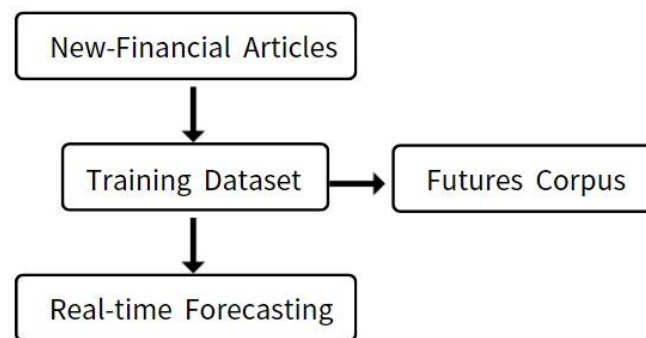 New-Financial Articles
Training Dataset
Futures Corpus
Real-time Forecasting